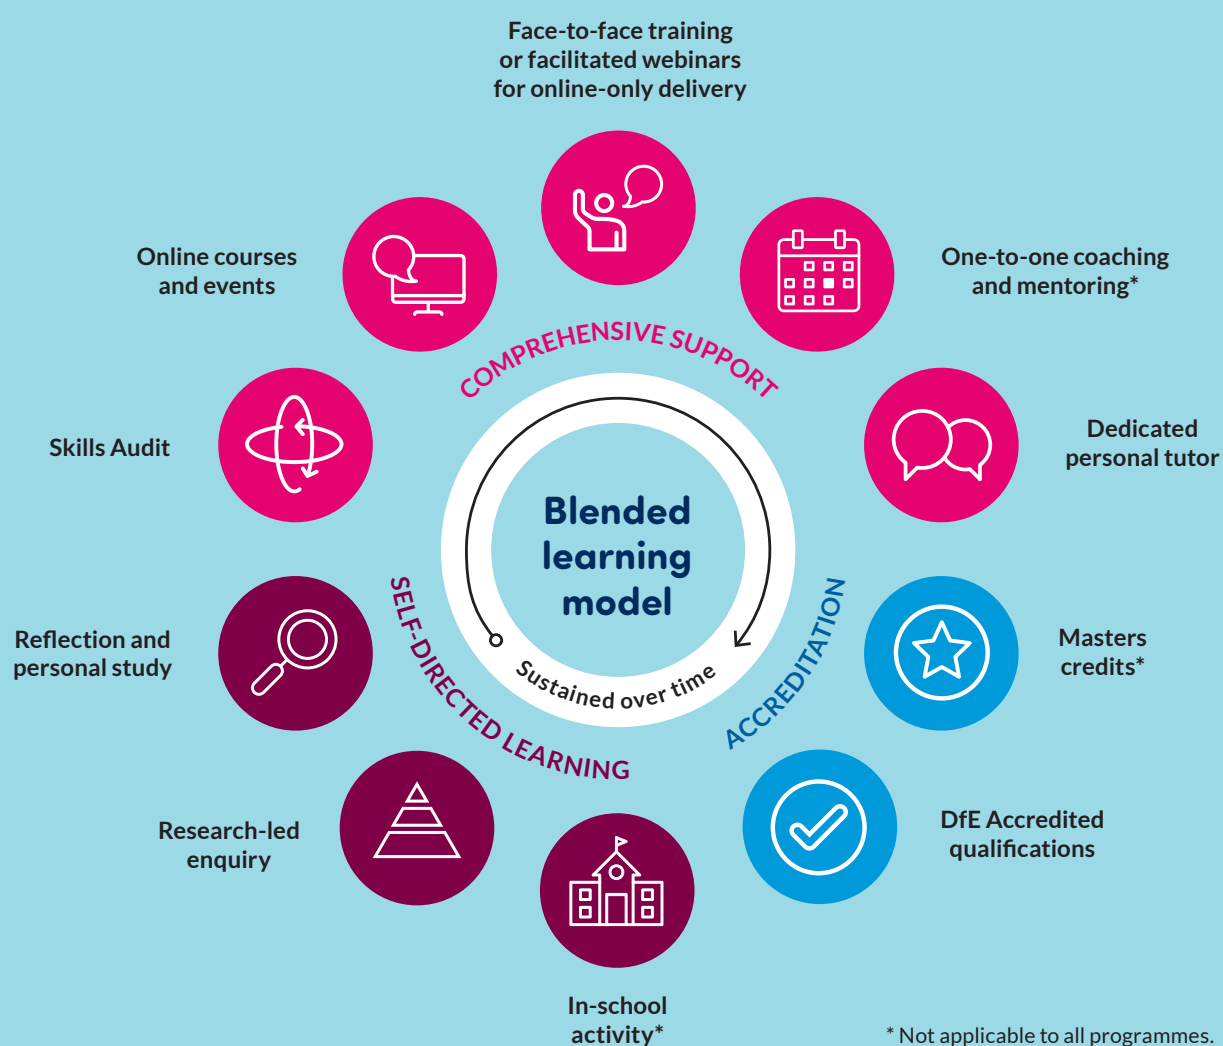 Face-to-face training
or facilitated webinars
for online-only delivery
Online courses
and events
One-to-one coaching
and mentoring*
COMPREHENSIVE SUPPORT
Skills Audit
Dedicated
personal tutor
Blended
learning
model
Sustained over time
SELF-DIRECTED LEARNING
ACCREDITATION
Reflection and
personal study
Masters
credits*
Research-led
enquiry
DfE Accredited
qualifications
In-school
activity*
* Not applicable to all programmes.